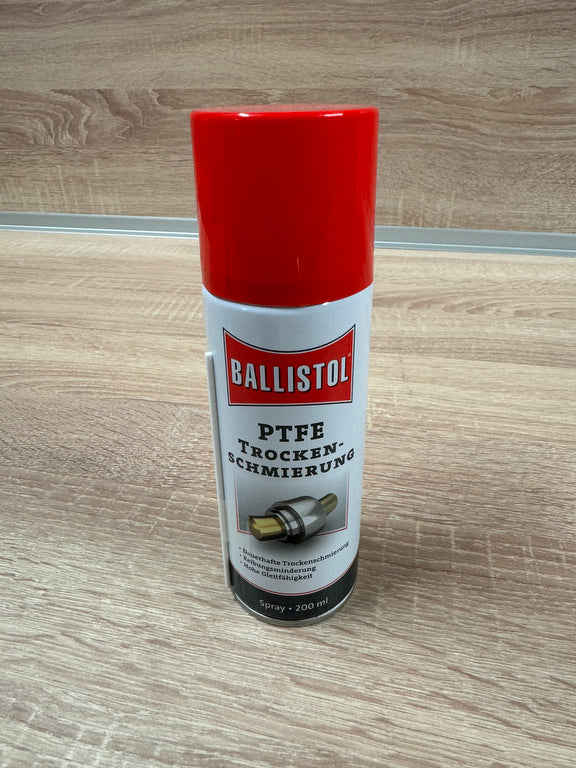 BALLISTOL
PTFE
TROCKEN-
SCHMIERUNG
• Dauerhafte Trockenschmierung
• Reibungsminderung
• Hohe Gleitfähigkeit
Spray • 200 ml